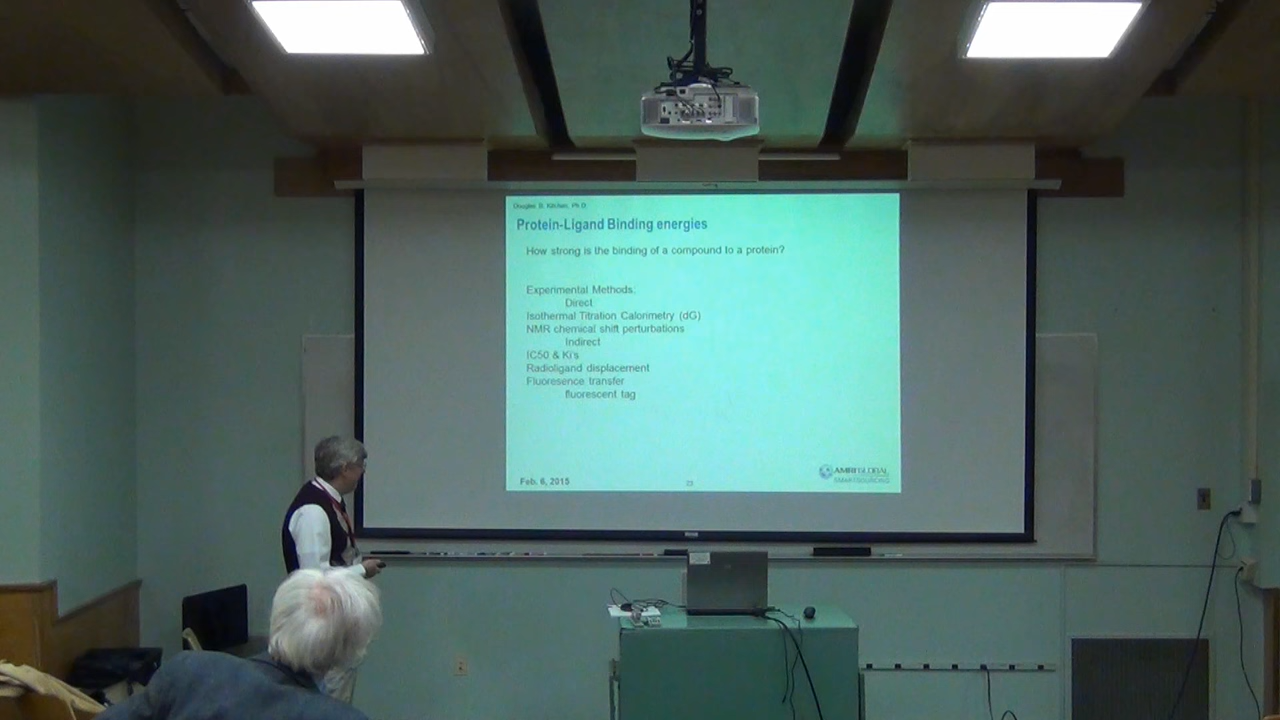 Douglas B. Kitchen, Ph.D.
Protein-Ligand Binding energies
How strong is the binding of a compound to a protein?
Experimental Methods:
Direct
Isothermal Titration Calorimetry (dG)
NMR chemical shift perturbations
Indirect
IC50 & Ki's
Radioligand displacement
Fluoresence transfer
fluorescent tag
Feb. 6, 2015
23
AMRI GLOBAL
SMARTSOURCING